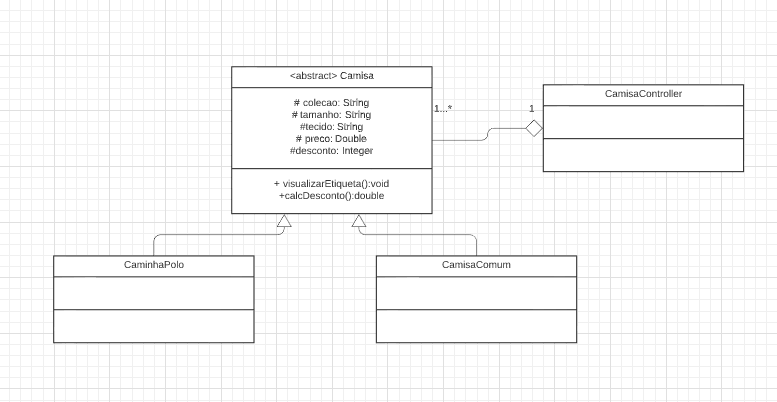 <abstract> Camisa
# colecao: String
# tamanho: String
#tecido: String
# preco: Double
#desconto: Integer
+ visualizarEtiqueta():void
+calcDesconto():double
1...*
1
CamisaController
CaminhaPolo
CamisaComum